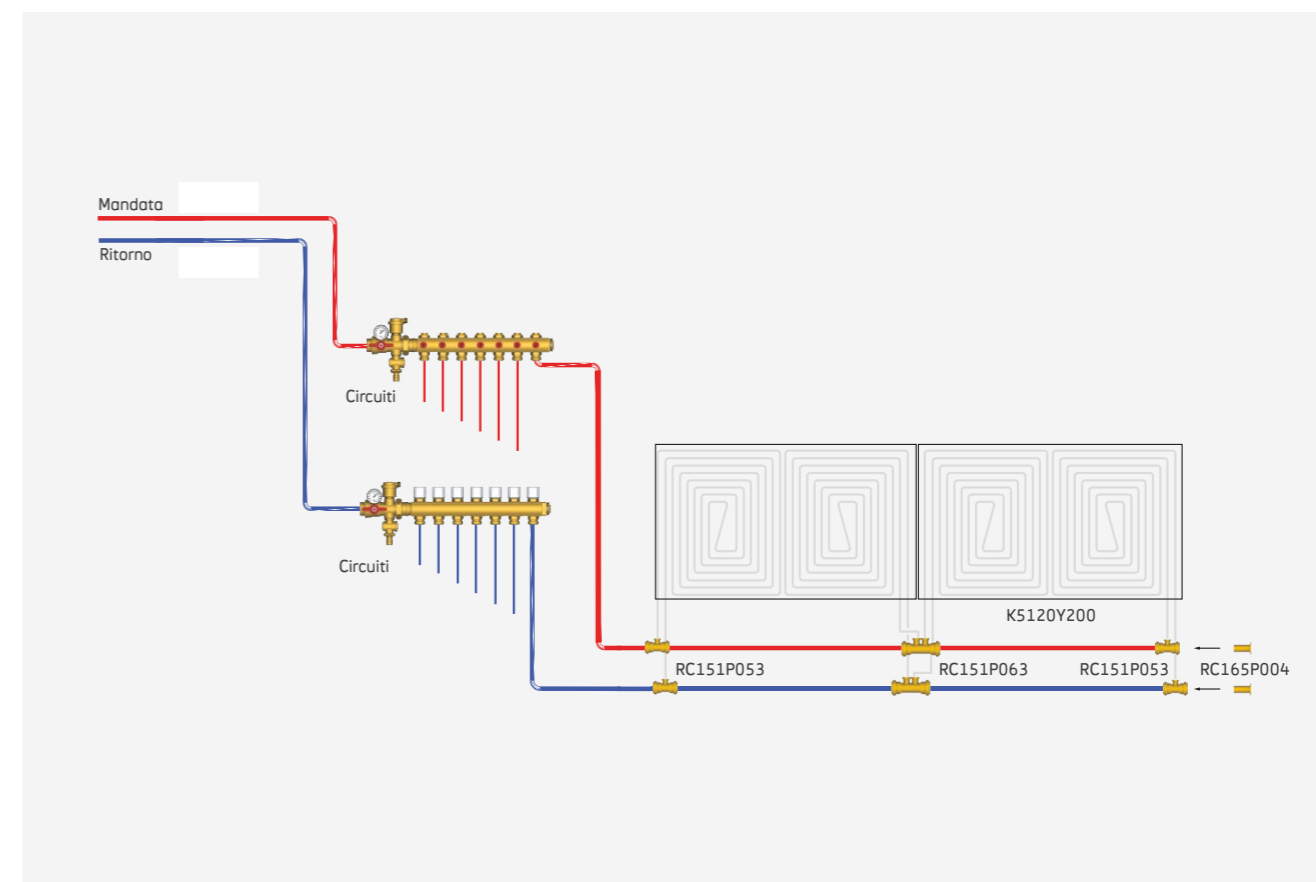 Mandata
Ritorno
Circuiti
Circuiti
K5120Y200
RC151P053 RC151P063 RC151P053 RC165P004